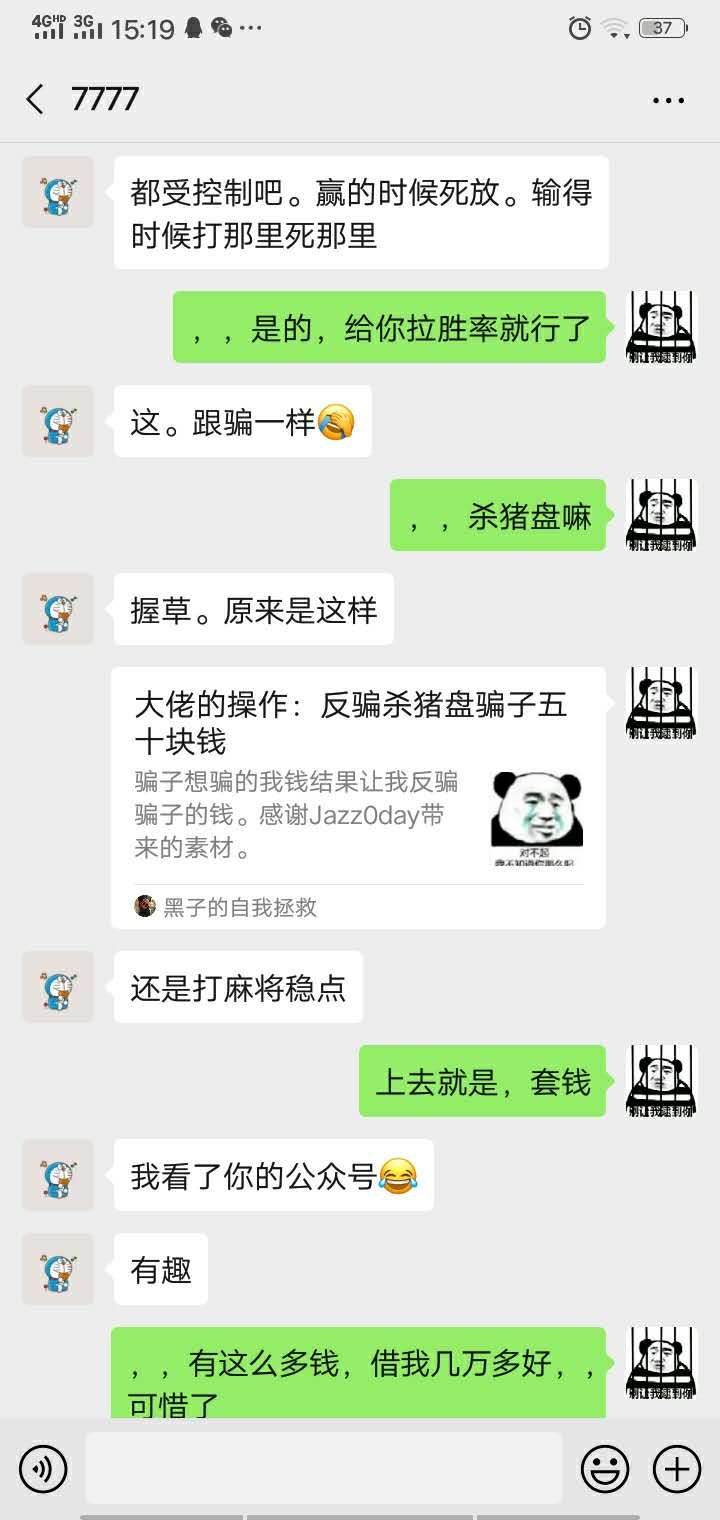 4GHD 3G 15:19 37
7777
都受控制吧。赢的时候死放。输得
时候打那里死那里
，，是的，给你拉胜率就行了
这。跟骗一样🤣
，，杀猪盘嘛
握草。原来是这样
大佬的操作：反骗杀猪盘骗子五
十块钱
骗子想骗的我钱结果让我反骗
骗子的钱。感谢Jazz0day带
来的素材。
对不起
黑子的自我拯救
还是打麻将稳点
上去就是，套钱
我看了你的公众号😂
有趣
，，有这么多钱，借我几万多好，，
可惜了